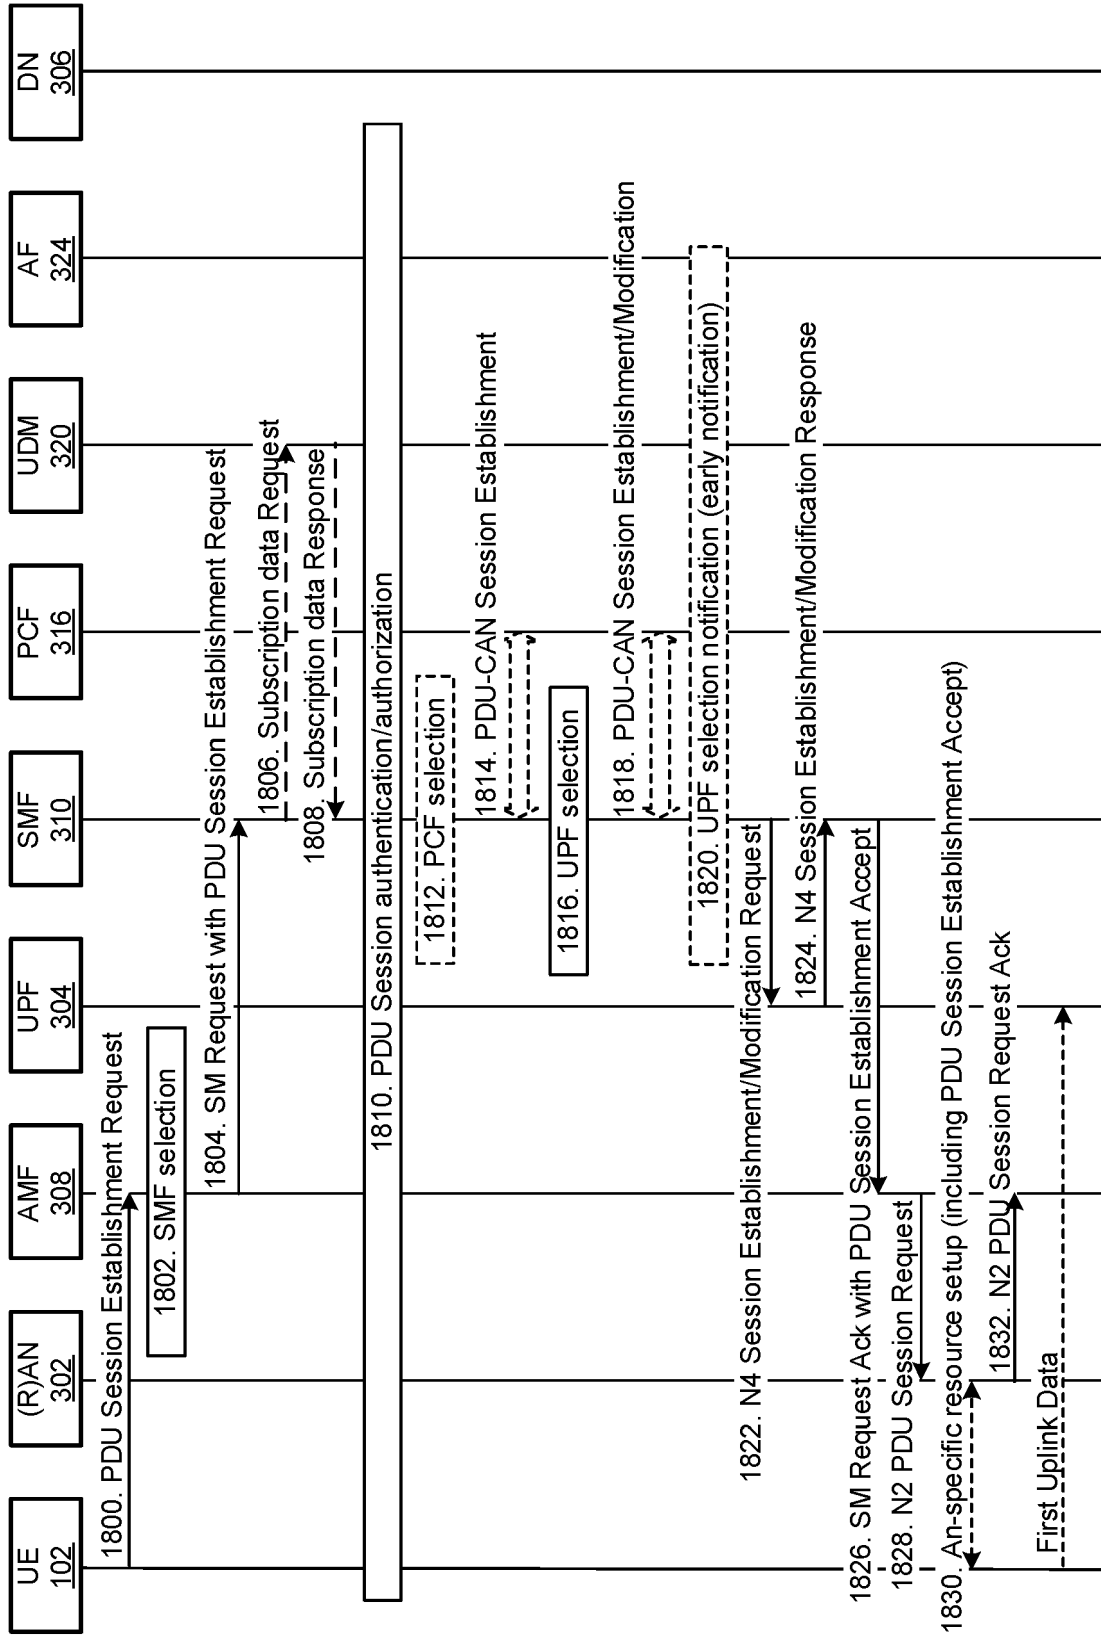 UE
102
(R)AN
302
AMF
308
UPF
304
SMF
310
PCF
316
UDM
320
AF
324
DN
306
1800. PDU Session Establishment Request
1802. SMF selection
1804. SM Request with PDU Session Establishment Request
1806. Subscription data Request
1808. Subscription data Response
1810. PDU Session authentication/authorization
1812. PCF selection
1814. PDU-CAN Session Establishment
1816. UPF selection
1818. PDU-CAN Session Establishment/Modification
1820. UPF selection notification (early notification)
1822. N4 Session Establishment/Modification Request
1824. N4 Session Establishment/Modification Response
1826. SM Request Ack with PDU Session Establishment Accept
1828. N2 PDU Session Request
1830. An-specific resource setup (including PDU Session Establishment Accept)
1832. N2 PDU Session Request Ack
First Uplink Data